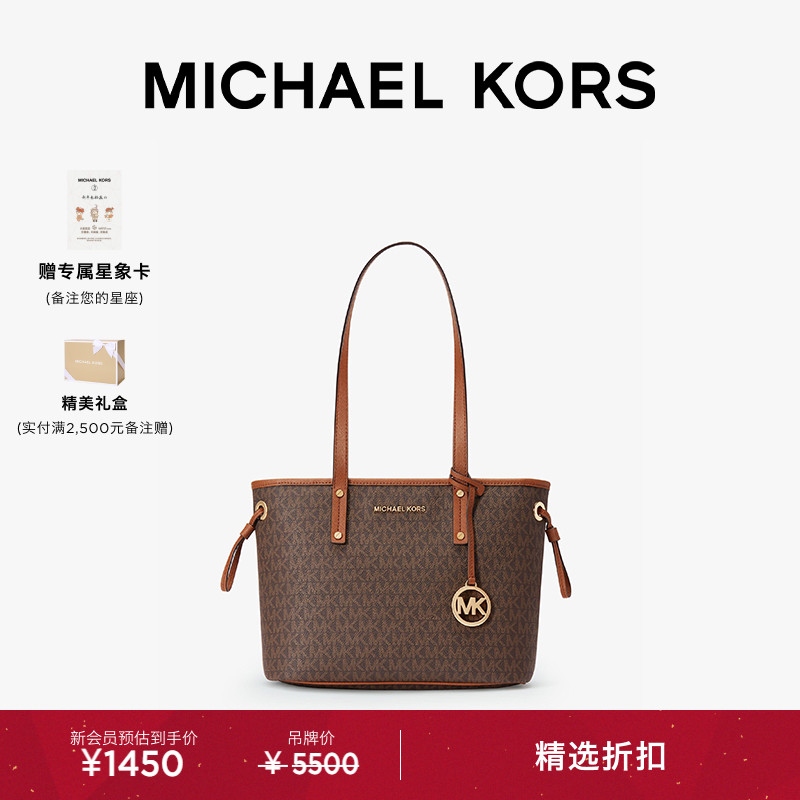 MICHAEL KORS
MICHAEL KORS
赠专属星象卡
(备注您的星座)
MICHAEL KORS
精美礼盒
(实付满2,500元备注赠)
MICHAEL KORS
MK
新会员预估到手价
¥1450
吊牌价
¥ 5500
精选折扣